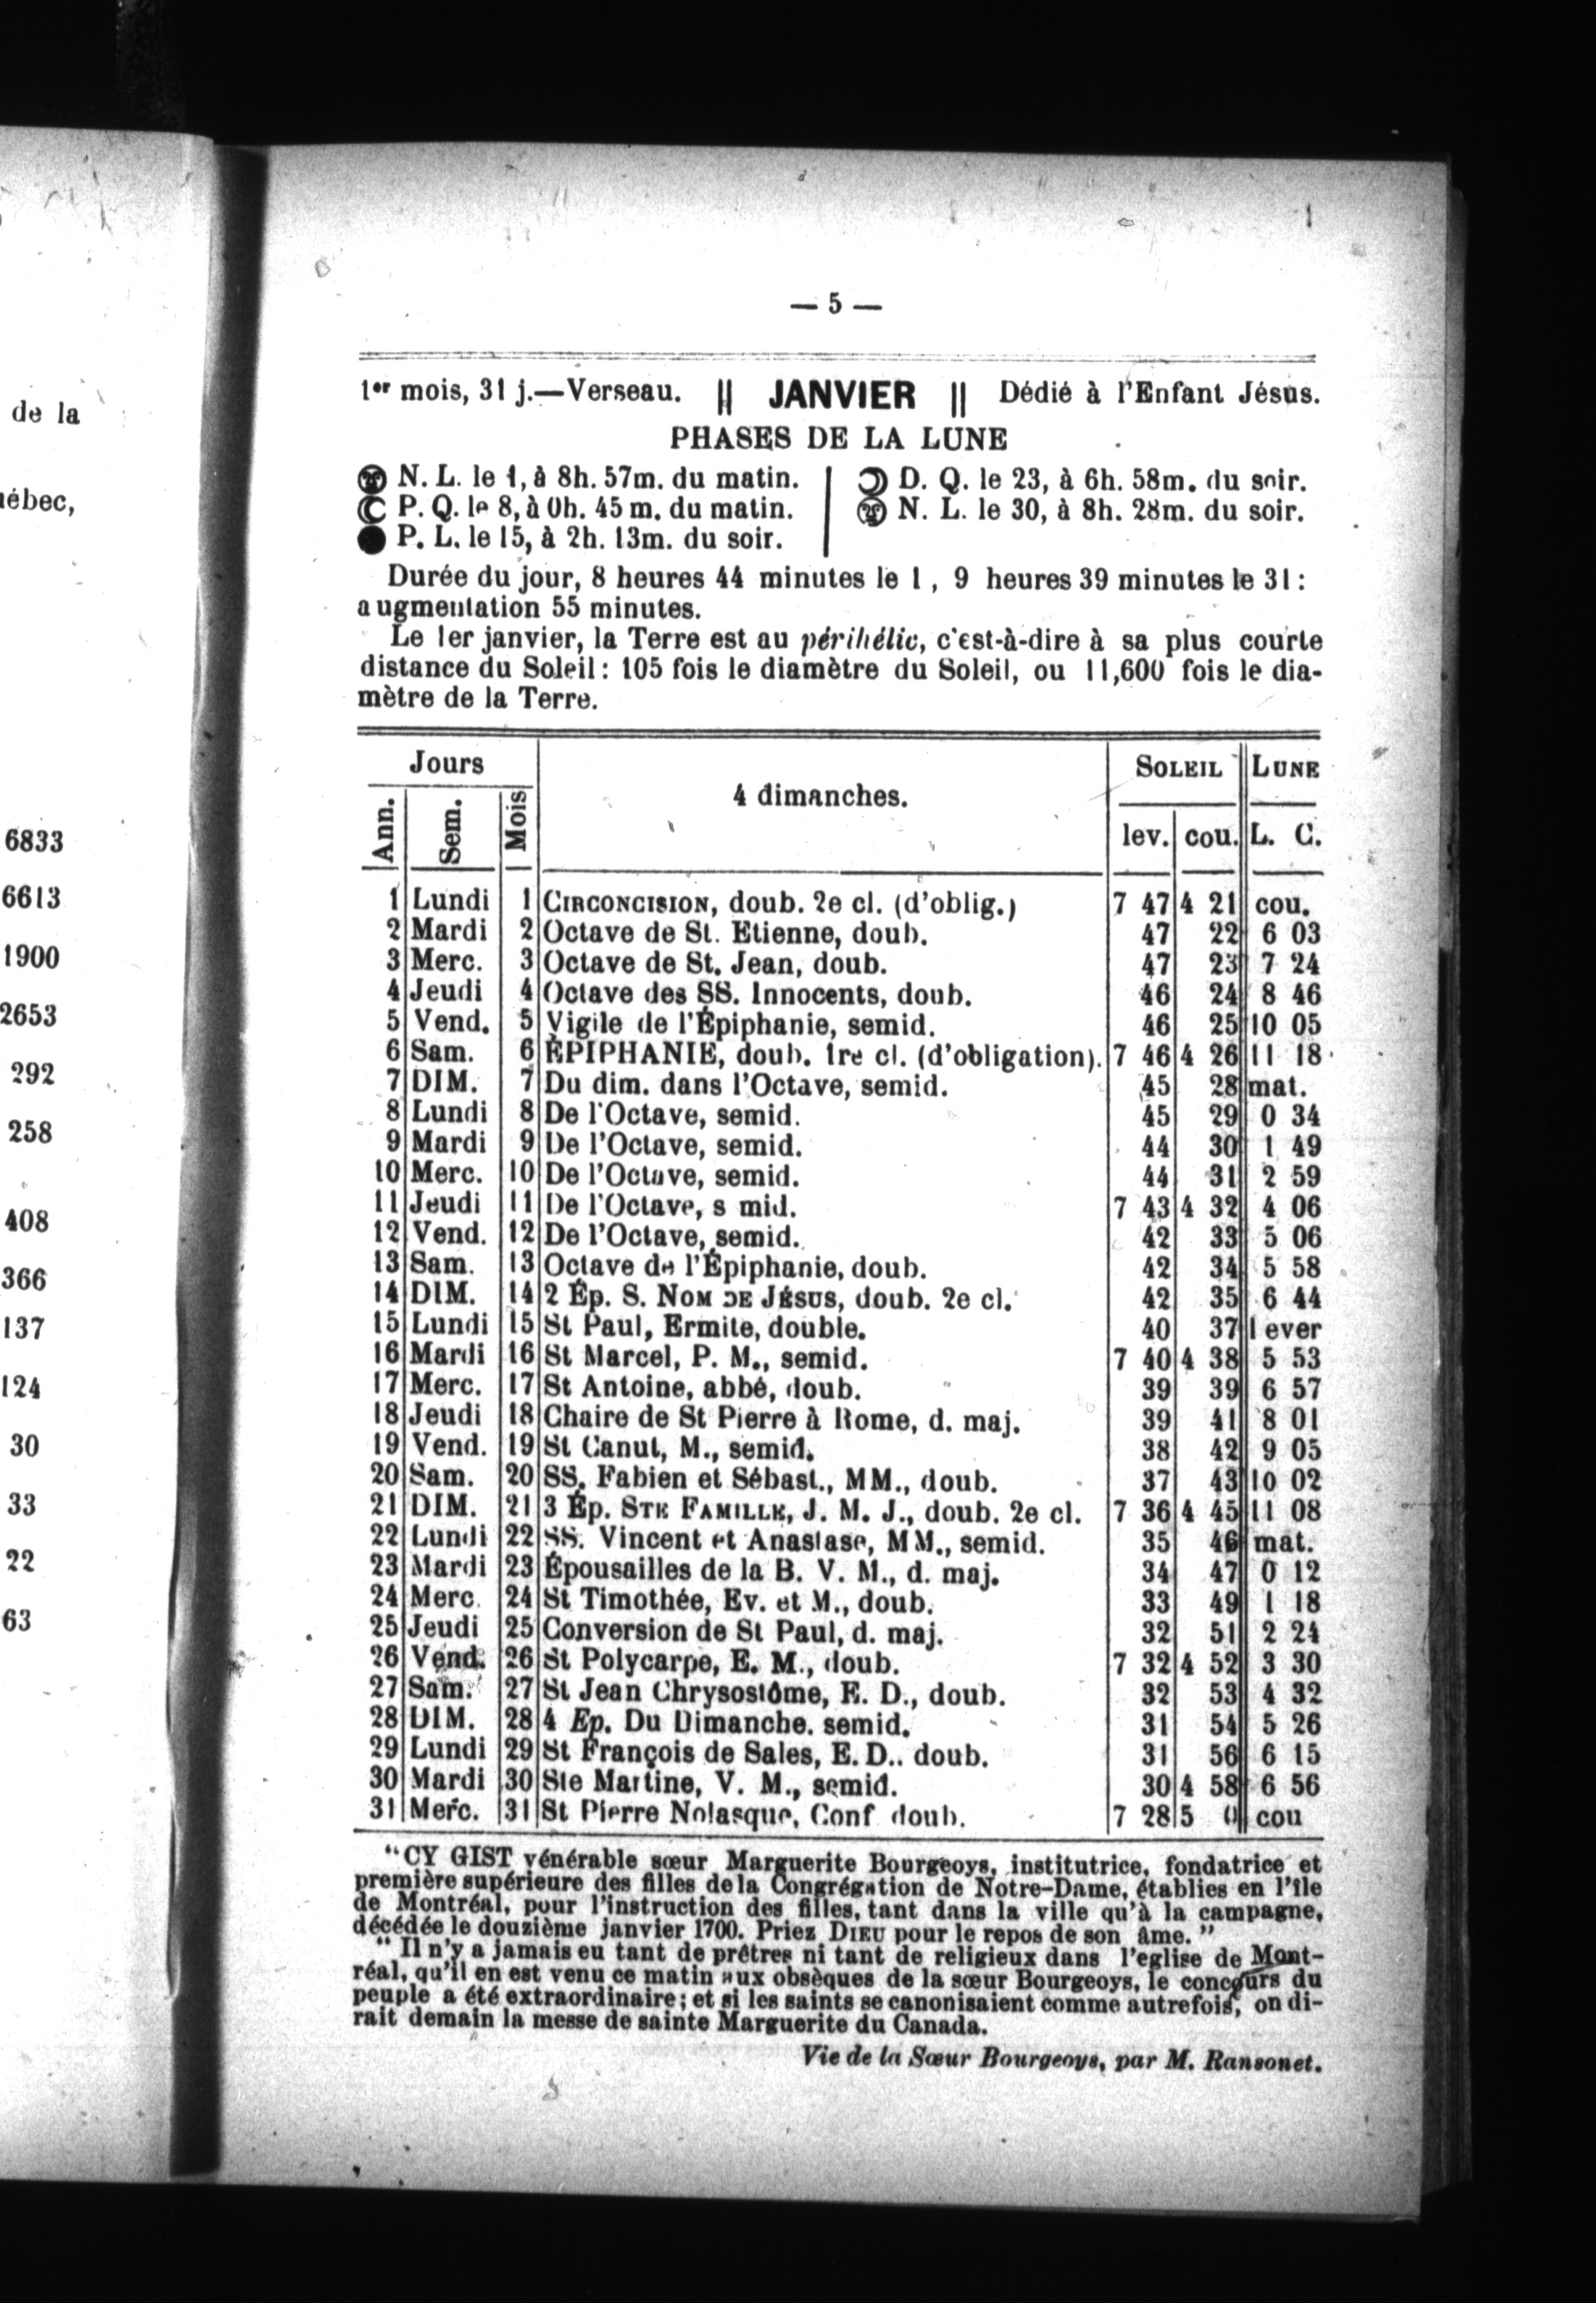 de la
uébec,
6833
6613
1900
2653
292
258
408
366
137
124
30
33
22
63
— 5 —
1er mois, 31 j.—Verseau. || JANVIER || Dédié à l'Enfant Jésus.
PHASES DE LA LUNE
N. L. le 1, à 8h. 57m. du matin.
P. Q. le 8, à 0h. 45 m. du matin.
P. L. le 15, à 2h. 13m. du soir.
D. Q. le 23, à 6h. 58m. du soir.
N. L. le 30, à 8h. 28m. du soir.
Durée du jour, 8 heures 44 minutes le 1, 9 heures 39 minutes le 31 :
augmentation 55 minutes.
Le 1er janvier, la Terre est au périhélie, c'est-à-dire à sa plus courte
distance du Soleil : 105 fois le diamètre du Soleil, ou 11,600 fois le dia-
mètre de la Terre.
Jours 4 dimanches. SOLEIL LUNE
Ann. Sem. Mois lev. cou. L. C.
1 Lundi 1 CIRCONCISION, doub. 2e cl. (d'oblig.) 7 47 4 21 cou.
2 Mardi 2 Octave de St. Etienne, doub. 47 22 6 03
3 Merc. 3 Octave de St. Jean, doub. 47 23 7 24
4 Jeudi 4 Octave des SS. Innocents, doub. 46 24 8 46
5 Vend. 5 Vigile de l'Épiphanie, semid. 46 25 10 05
6 Sam. 6 ÉPIPHANIE, doub. 1re cl. (d'obligation). 7 46 4 26 11 18
7 DIM. 7 Du dim. dans l'Octave, semid. 45 28 mat.
8 Lundi 8 De l'Octave, semid. 45 29 0 34
9 Mardi 9 De l'Octave, semid. 44 30 1 49
10 Merc. 10 De l'Octave, semid. 44 31 2 59
11 Jeudi 11 De l'Octave, s mid. 7 43 4 32 4 06
12 Vend. 12 De l'Octave, semid. 42 33 5 06
13 Sam. 13 Octave de l'Épiphanie, doub. 42 34 5 58
14 DIM. 14 2 Ép. S. NOM DE JÉSUS, doub. 2e cl. 42 35 6 44
15 Lundi 15 St Paul, Ermite, double. 40 37 lever
16 Mardi 16 St Marcel, P. M., semid. 7 40 4 38 5 53
17 Merc. 17 St Antoine, abbé, doub. 39 39 6 57
18 Jeudi 18 Chaire de St Pierre à Rome, d. maj. 39 41 8 01
19 Vend. 19 St Canut, M., semid. 38 42 9 05
20 Sam. 20 SS. Fabien et Sébast., MM., doub. 37 43 10 02
21 DIM. 21 3 Ép. STE FAMILLE, J. M. J., doub. 2e cl. 7 36 4 45 11 08
22 Lundi 22 SS. Vincent et Anastase, MM., semid. 35 46 mat.
23 Mardi 23 Épousailles de la B. V. M., d. maj. 34 47 0 12
24 Merc. 24 St Timothée, Ev. et M., doub. 33 49 1 18
25 Jeudi 25 Conversion de St Paul, d. maj. 32 51 2 24
26 Vend. 26 St Polycarpe, E. M., doub. 7 32 4 52 3 30
27 Sam. 27 St Jean Chrysostôme, E. D., doub. 32 53 4 32
28 DIM. 28 4 Ep. Du Dimanche. semid. 31 54 5 26
29 Lundi 29 St François de Sales, E. D.. doub. 31 56 6 15
30 Mardi 30 Ste Martine, V. M., semid. 30 4 58 6 56
31 Merc. 31 St Pierre Nolasque, Conf doub. 7 28 5 0 cou
"CY GIST vénérable sœur Marguerite Bourgeoys, institutrice, fondatrice et
première supérieure des filles de la Congrégation de Notre-Dame, établies en l'île
de Montréal, pour l'instruction des filles, tant dans la ville qu'à la campagne,
décédée le douzième janvier 1700. Priez DIEU pour le repos de son âme."
"Il n'y a jamais eu tant de prêtres ni tant de religieux dans l'eglise de Mont-
réal, qu'il en est venu ce matin aux obsèques de la sœur Bourgeoys, le concours du
peuple a été extraordinaire ; et si les saints se canonisaient comme autrefois, on di-
rait demain la messe de sainte Marguerite du Canada.
Vie de la Sœur Bourgeoys, par M. Ransonet.